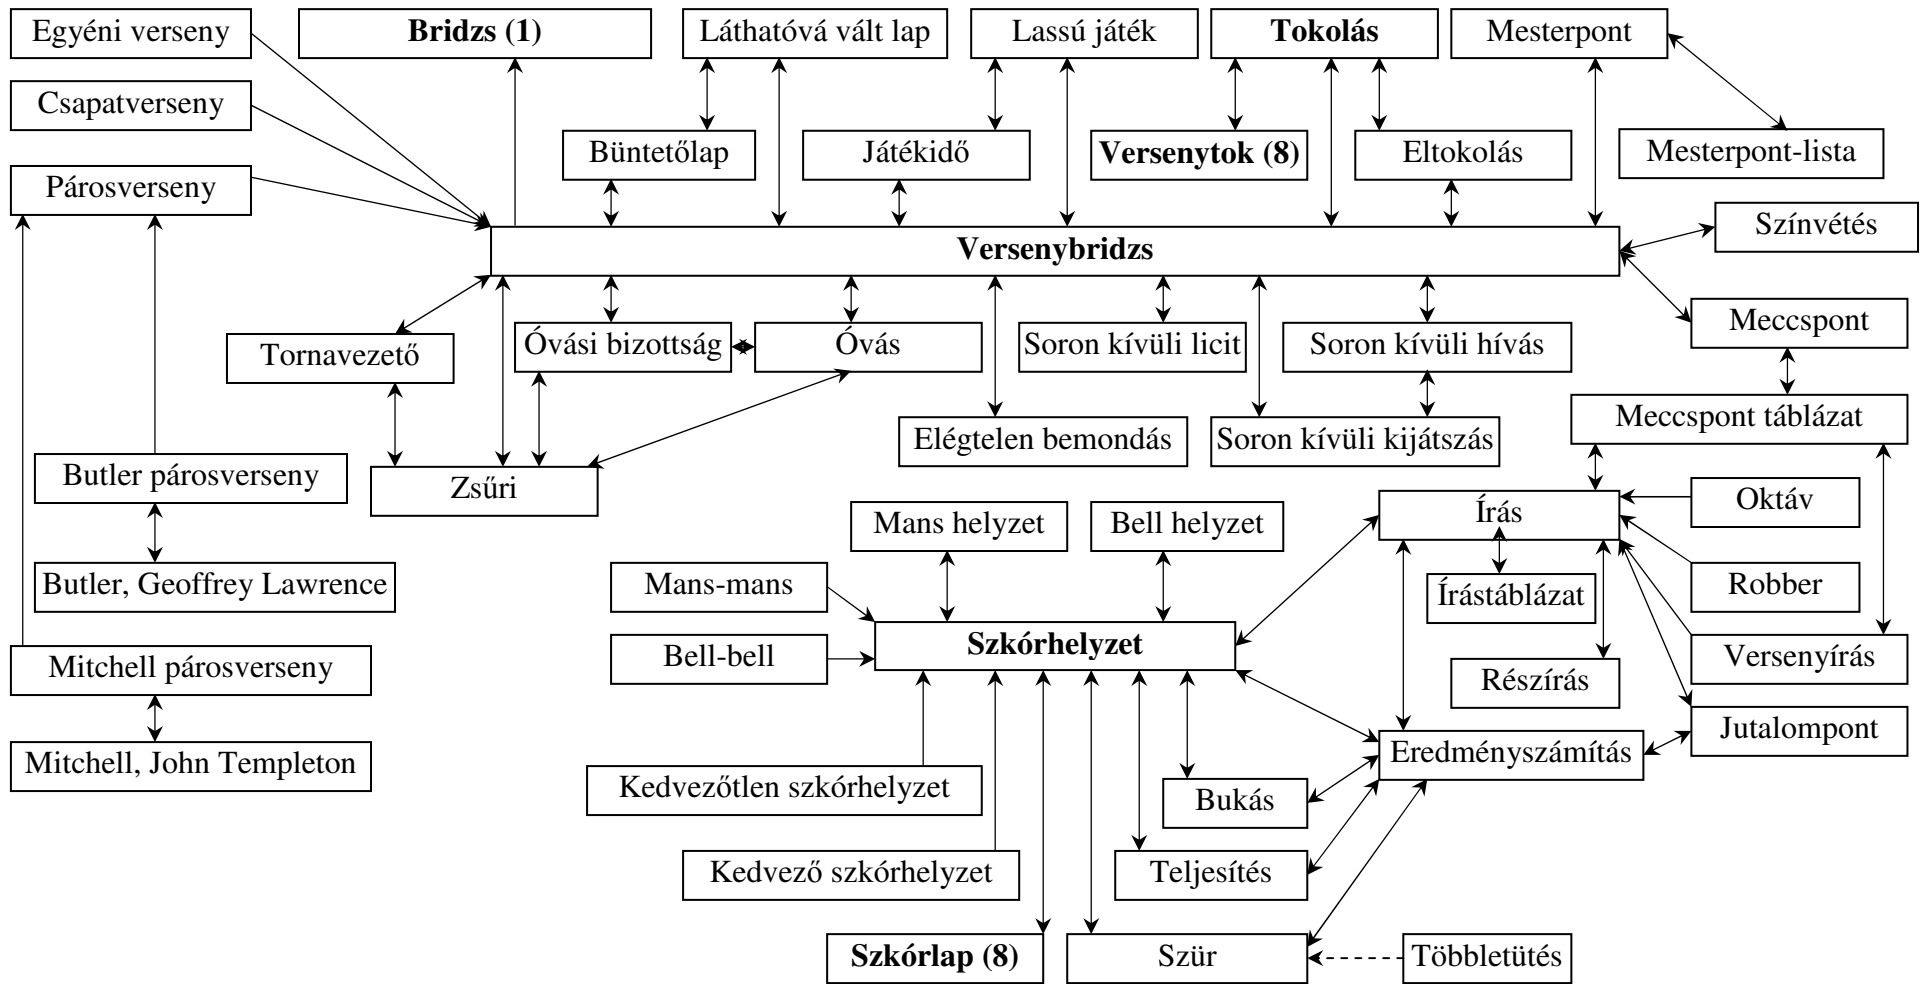 Egyéni verseny
Bridzs (1)
Láthatóvá vált lap
Lassú játék
Tokolás
Mesterpont
Csapatverseny
Büntetőlap
Játékidő
Versenytok (8)
Eltokolás
Mesterpont-lista
Párosverseny
Színvétés
Versenybridzs
Meccspont
Tornavezető
Óvási bizottság
Óvás
Soron kívüli licit
Soron kívüli hívás
Meccspont táblázat
Elégtelen bemondás
Soron kívüli kijátszás
Butler párosverseny
Zsűri
Oktáv
Írás
Mans helyzet
Bell helyzet
Butler, Geoffrey Lawrence
Mans-mans
Írástáblázat
Robber
Szkórhelyzet
Bell-bell
Versenyírás
Mitchell párosverseny
Részírás
Jutalompont
Mitchell, John Templeton
Eredményszámítás
Kedvezőtlen szkórhelyzet
Bukás
Kedvező szkórhelyzet
Teljesítés
Szkórlap (8)
Szür
Többletütés